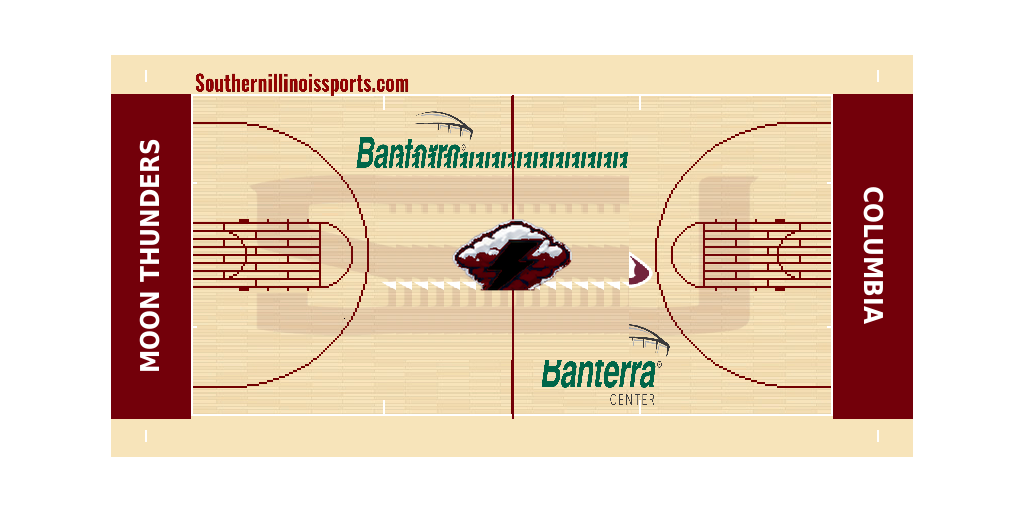 Southernillinoissports.com
Banterra®
MOON THUNDERS
COLUMBIA
Banterra®
CENTER